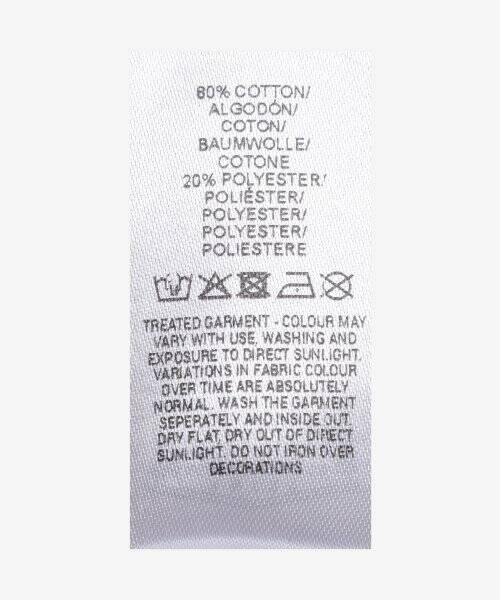 80% COTTON/
ALGODÓN/
COTON/
BAUMWOLLE/
COTONE
20% POLYESTER/
POLIÉSTER/
POLYESTER/
POLYESTER/
POLIESTERE
TREATED GARMENT - COLOUR MAY
VARY WITH USE, WASHING AND
EXPOSURE TO DIRECT SUNLIGHT.
VARIATIONS IN FABRIC COLOUR
OVER TIME ARE ABSOLUTELY
NORMAL. WASH THE GARMENT
SEPERATELY AND INSIDE OUT.
DRY FLAT, DRY OUT OF DIRECT
SUNLIGHT. DO NOT IRON OVER
DECORATIONS